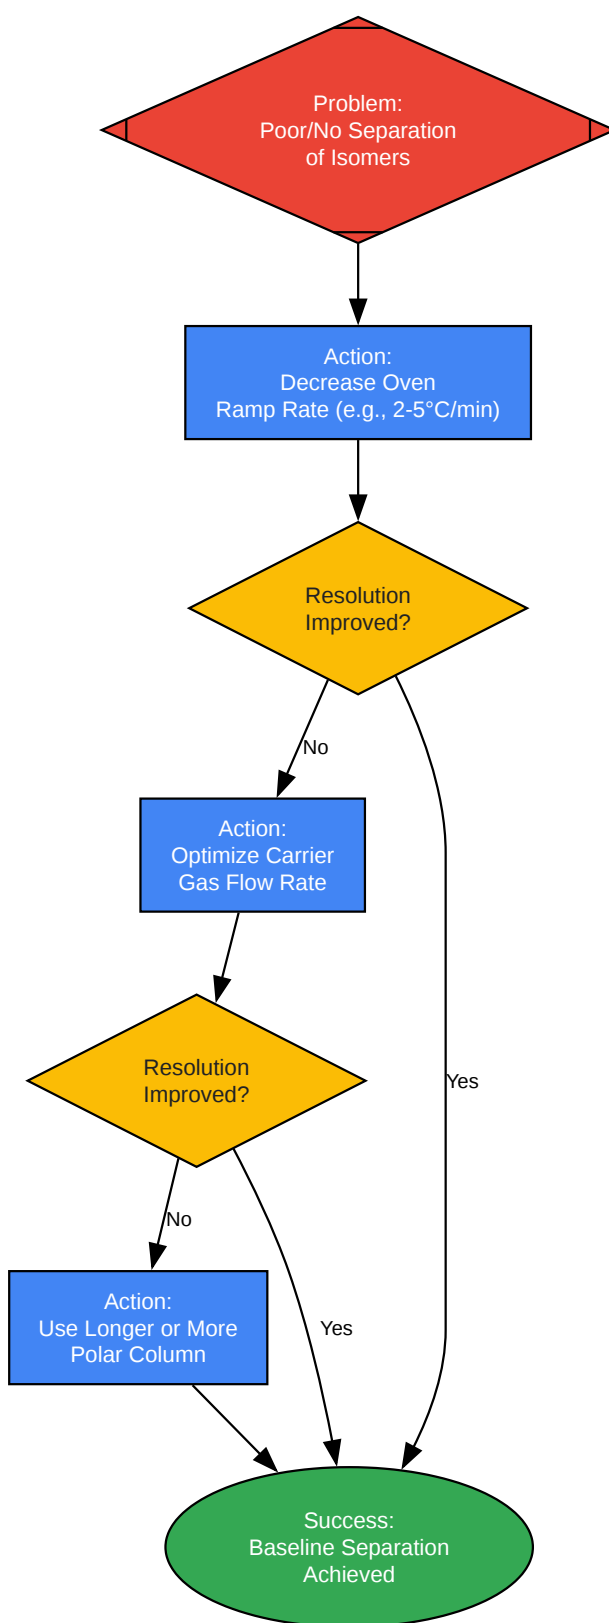 Problem:
Poor/No Separation
of Isomers
Action:
Decrease Oven
Ramp Rate (e.g., 2-5°C/min)
Resolution
Improved?
No
Action:
Optimize Carrier
Gas Flow Rate
Resolution
Improved?
Yes
No
Action:
Use Longer or More
Polar Column
Yes
Success:
Baseline Separation
Achieved